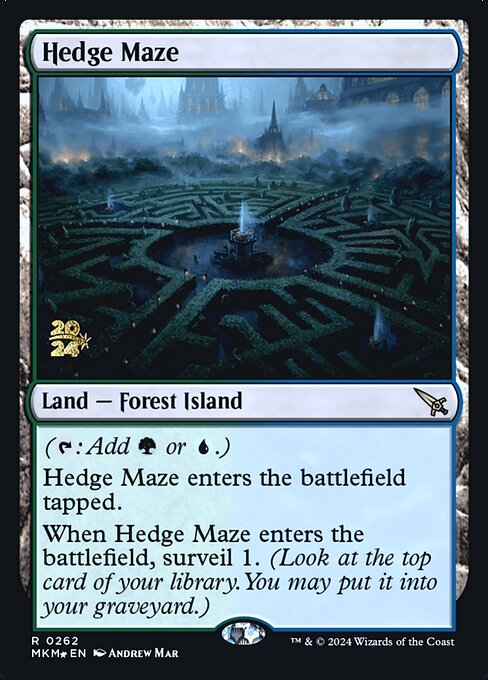 Hedge Maze
20
24
Land — Forest Island
(: Add or .)
Hedge Maze enters the battlefield
tapped.
When Hedge Maze enters the
battlefield, surveil 1. (Look at the top
card of your library. You may put it into
your graveyard.)
R 0262
MKM★EN Andrew Mar
™ & © 2024 Wizards of the Coast